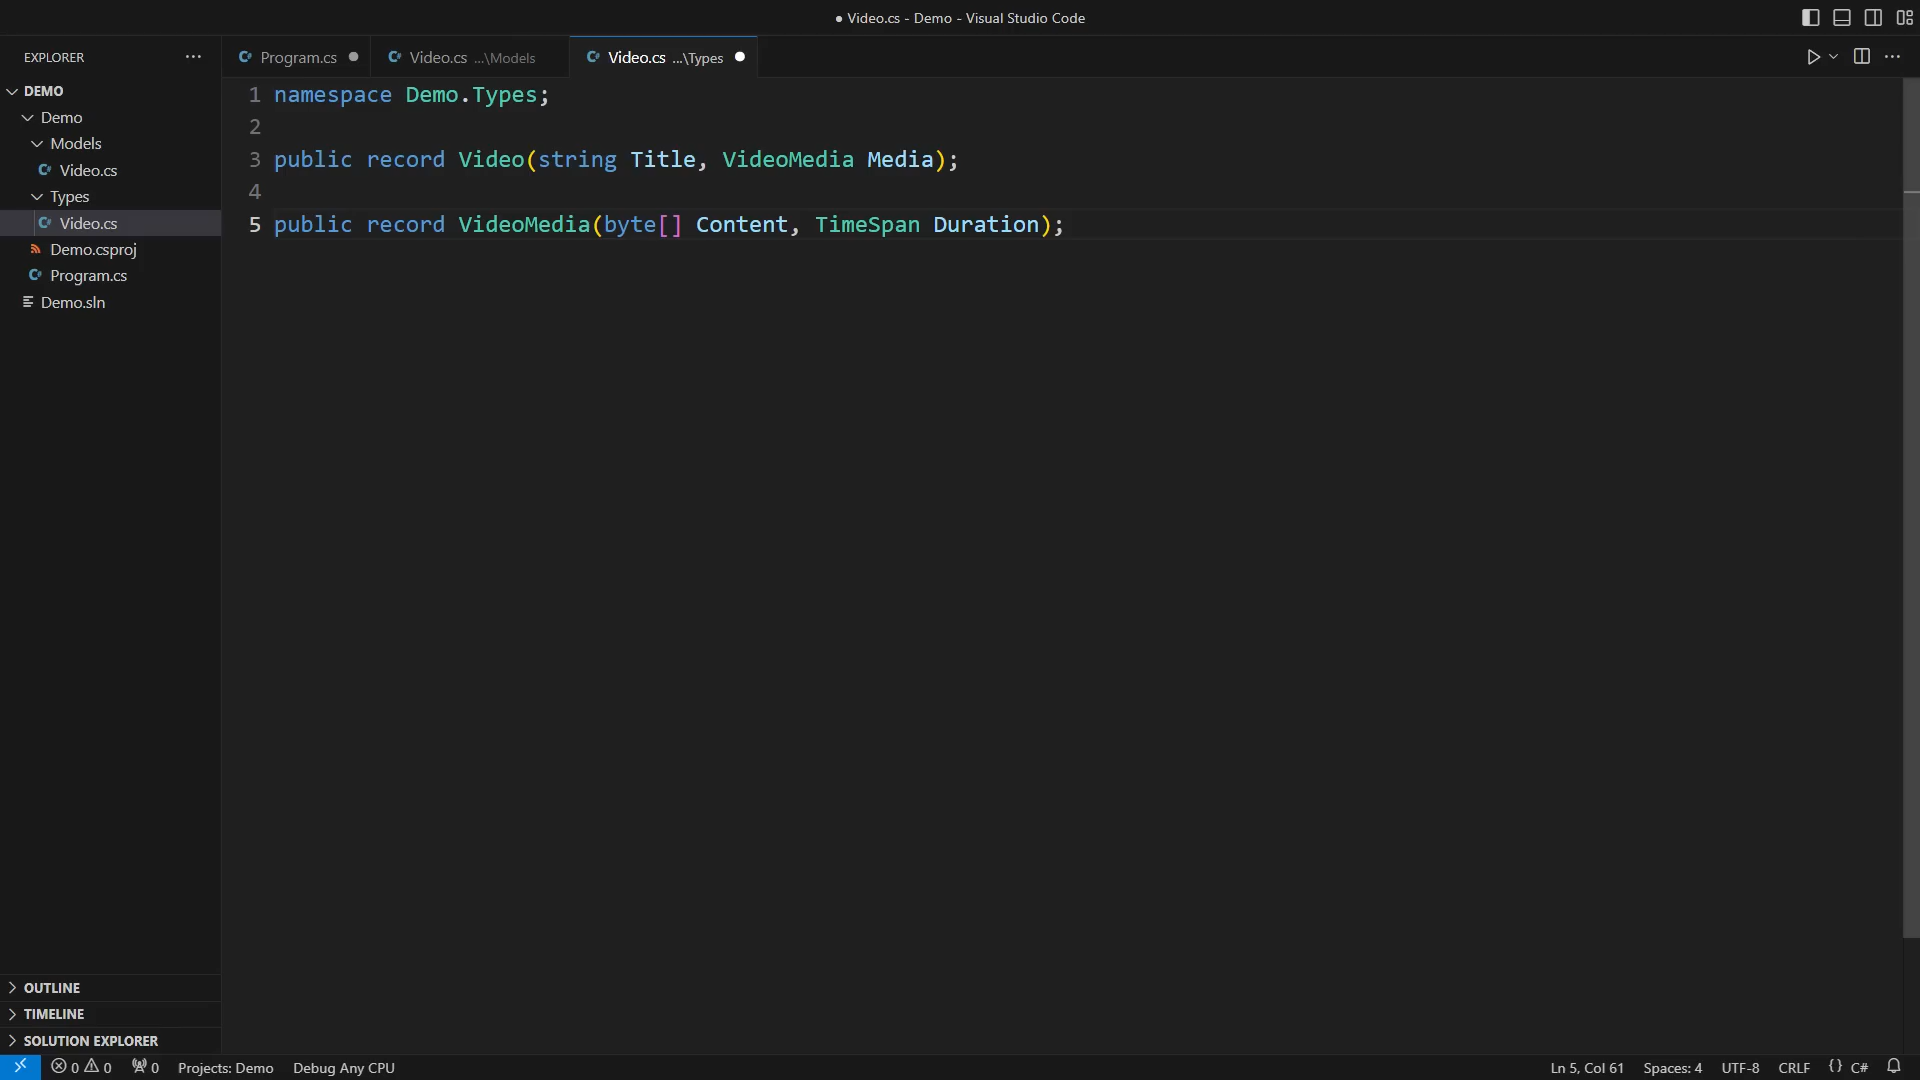 ● Video.cs - Demo - Visual Studio Code
EXPLORER
Program.cs
Video.cs ...\Models
Video.cs ...\Types
DEMO
Demo
Models
Video.cs
Types
Video.cs
Demo.csproj
Program.cs
Demo.sln
1 namespace Demo.Types;
2
3 public record Video(string Title, VideoMedia Media);
4
5 public record VideoMedia(byte[] Content, TimeSpan Duration);
OUTLINE
TIMELINE
SOLUTION EXPLORER
0 0 0 Projects: Demo Debug Any CPU
Ln 5, Col 61 Spaces: 4 UTF-8 CRLF {} C#